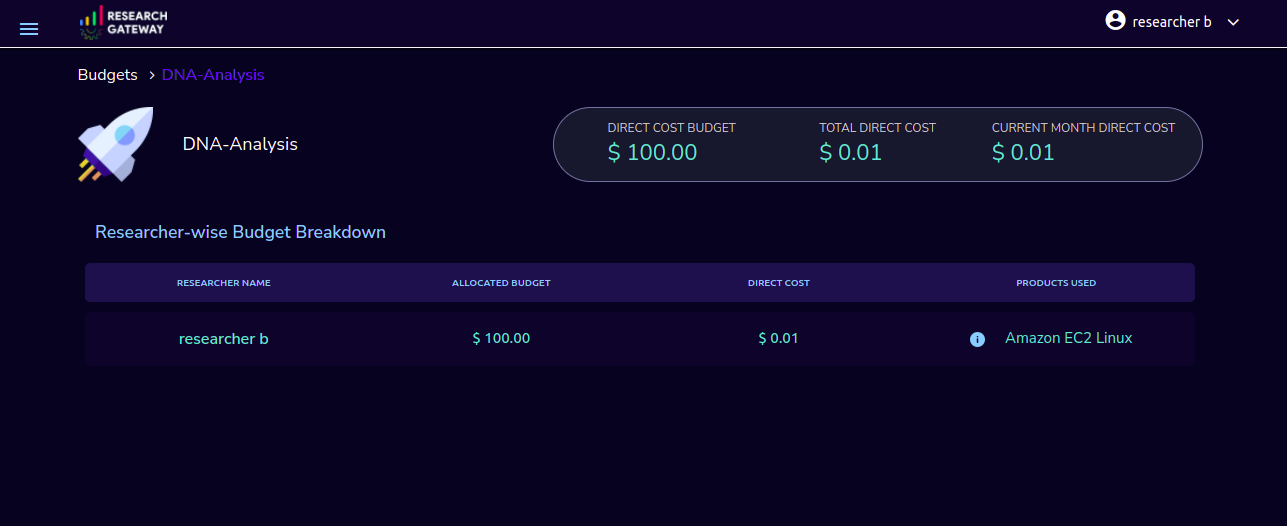 RESEARCH
GATEWAY
researcher b
Budgets > DNA-Analysis
DNA-Analysis
DIRECT COST BUDGET TOTAL DIRECT COST CURRENT MONTH DIRECT COST
$ 100.00 $ 0.01 $ 0.01
Researcher-wise Budget Breakdown
RESEARCHER NAME ALLOCATED BUDGET DIRECT COST PRODUCTS USED
researcher b $ 100.00 $ 0.01 i Amazon EC2 Linux